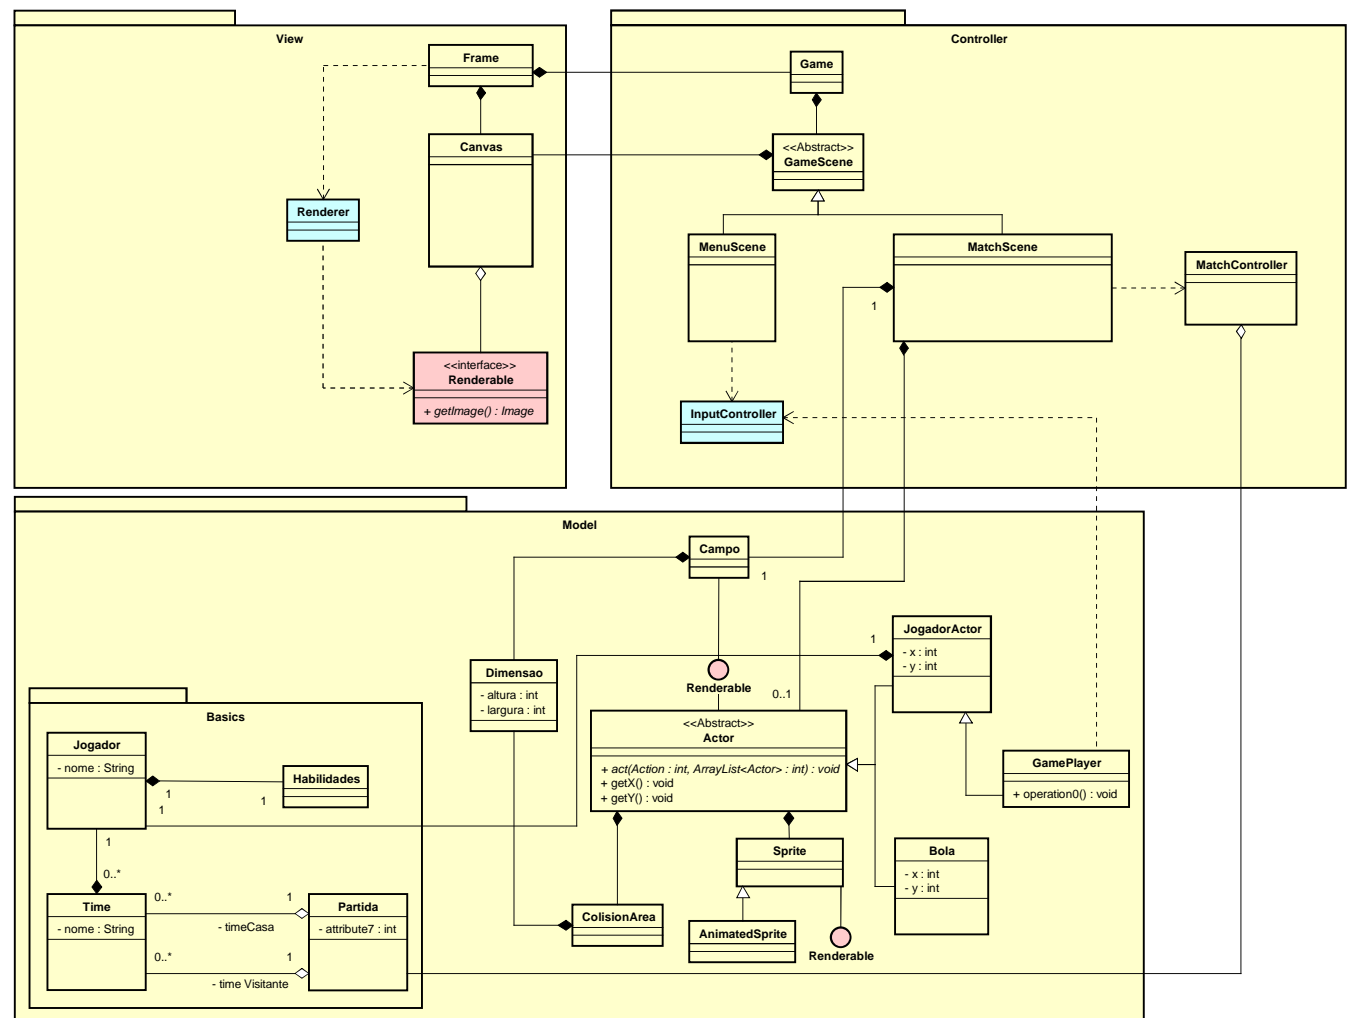 View
Frame
Canvas
Renderer
<<interface>>
Renderable
+ getImage() : Image
Controller
Game
<<Abstract>>
GameScene
MenuScene
MatchScene
MatchController
1
InputController
Model
Campo
1
Dimensao
- altura : int
- largura : int
Renderable
0..1
1
JogadorActor
- x : int
- y : int
<<Abstract>>
Actor
+ act(Action : int, ArrayList<Actor> : int) : void
+ getX() : void
+ getY() : void
GamePlayer
+ operation0() : void
Sprite
Bola
- x : int
- y : int
ColisionArea
AnimatedSprite
Renderable
Basics
Jogador
- nome : String
Habilidades
1
1
1
1
0..*
Time
- nome : String
0..*
1
- timeCasa
0..*
1
- time Visitante
Partida
- attribute7 : int